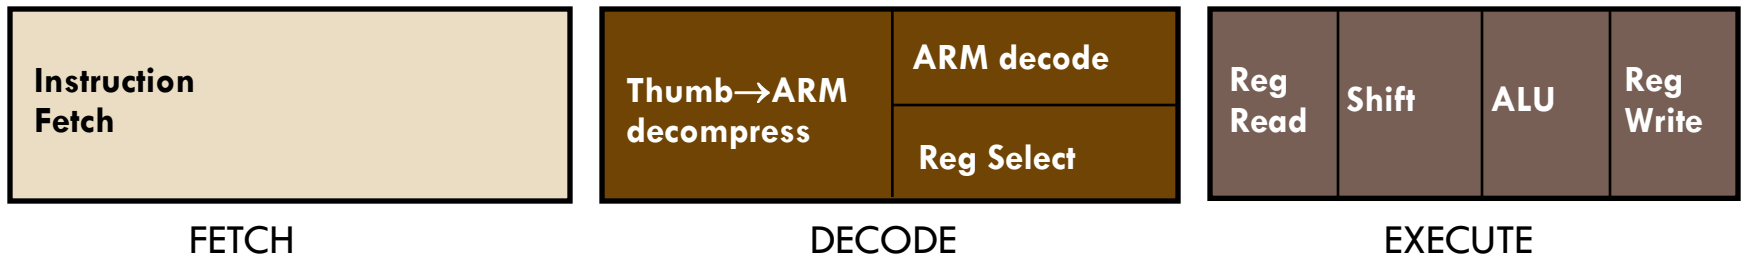 Instruction
Fetch
Thumb→ARM
decompress
ARM decode
Reg Select
Reg
Read
Shift
ALU
Reg
Write
FETCH
DECODE
EXECUTE